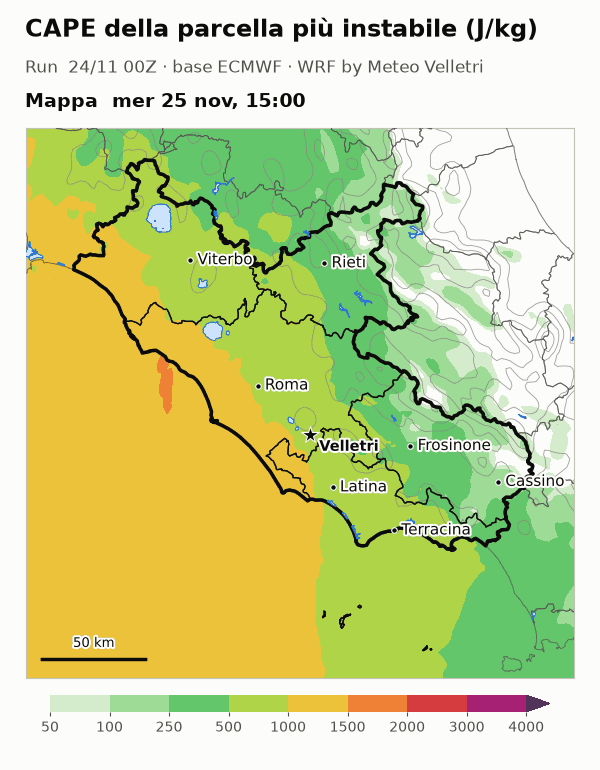 CAPE della parcella più instabile (J/kg)
Run  24/11 00Z · base ECMWF · WRF by Meteo Velletri
Mappa  mer 25 nov, 15:00
Viterbo
Rieti
Roma
Velletri
Frosinone
Cassino
Latina
Terracina
50 km
50 100 250 500 1000 1500 2000 3000 4000